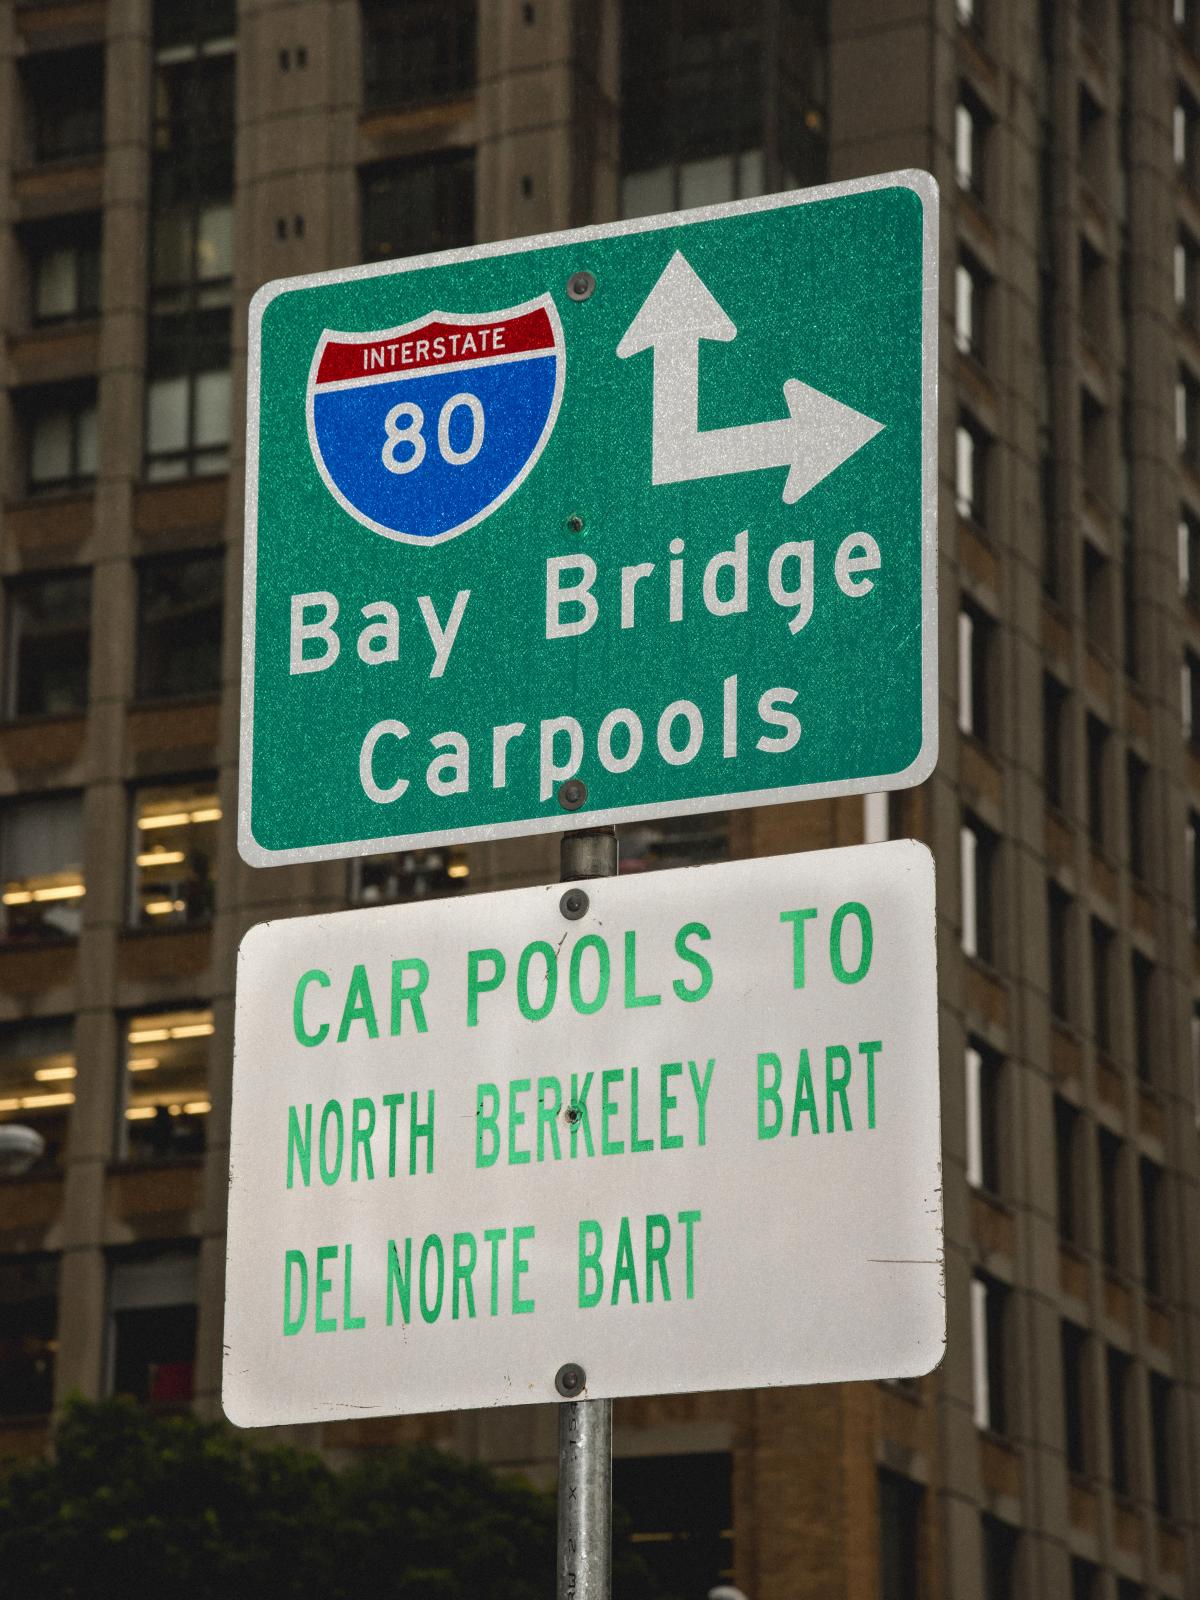 INTERSTATE
80
Bay Bridge
Carpools
CAR POOLS TO
NORTH BERKELEY BART
DEL NORTE BART